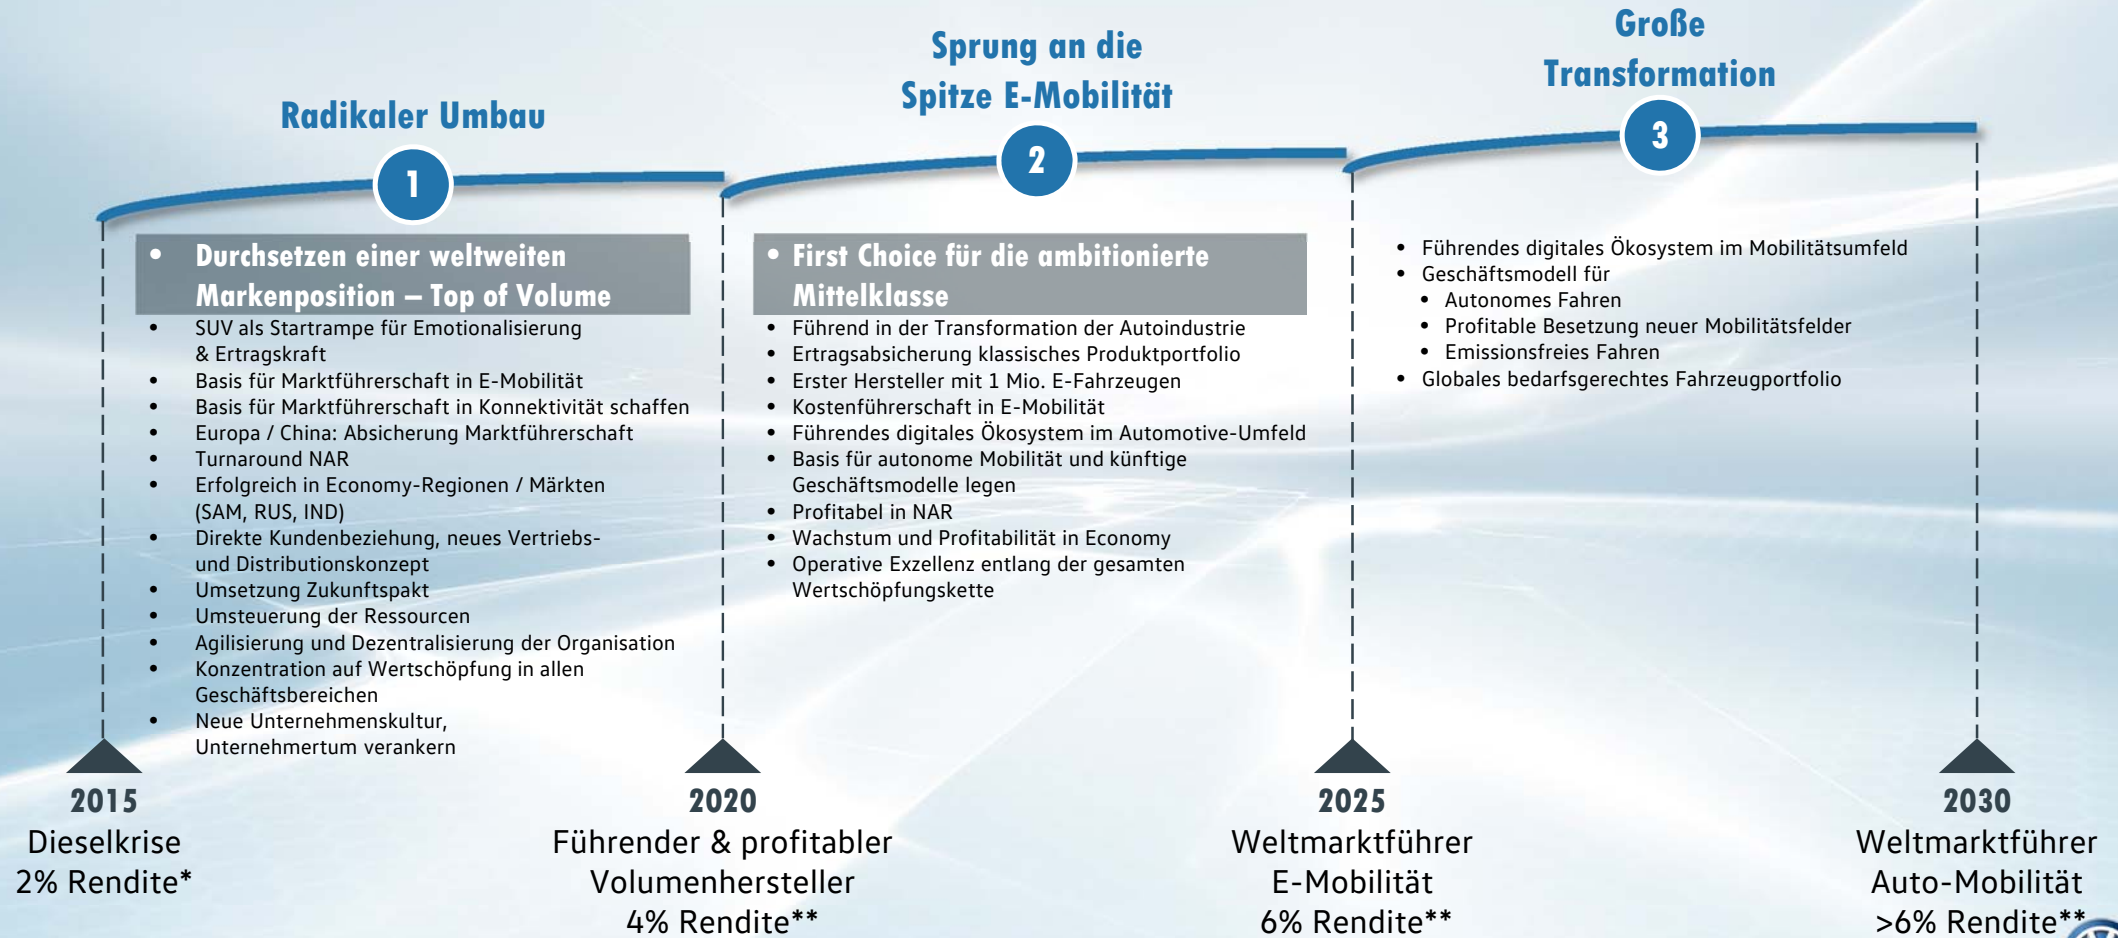 Radikaler Umbau
1
• Durchsetzen einer weltweiten
Markenposition – Top of Volume
• SUV als Startrampe für Emotionalisierung
& Ertragskraft
• Basis für Marktführerschaft in E-Mobilität
• Basis für Marktführerschaft in Konnektivität schaffen
• Europa / China: Absicherung Marktführerschaft
• Turnaround NAR
• Erfolgreich in Economy-Regionen / Märkten
(SAM, RUS, IND)
• Direkte Kundenbeziehung, neues Vertriebs-
und Distributionskonzept
• Umsetzung Zukunftspakt
• Umsteuerung der Ressourcen
• Agilisierung und Dezentralisierung der Organisation
• Konzentration auf Wertschöpfung in allen
Geschäftsbereichen
• Neue Unternehmenskultur,
Unternehmertum verankern
Sprung an die
Spitze E-Mobilität
2
• First Choice für die ambitionierte
Mittelklasse
• Führend in der Transformation der Autoindustrie
• Ertragsabsicherung klassisches Produktportfolio
• Erster Hersteller mit 1 Mio. E-Fahrzeugen
• Kostenführerschaft in E-Mobilität
• Führendes digitales Ökosystem im Automotive-Umfeld
• Basis für autonome Mobilität und künftige
Geschäftsmodelle legen
• Profitabel in NAR
• Wachstum und Profitabilität in Economy
• Operative Exzellenz entlang der gesamten
Wertschöpfungskette
Große
Transformation
3
• Führendes digitales Ökosystem im Mobilitätsumfeld
• Geschäftsmodell für
• Autonomes Fahren
• Profitable Besetzung neuer Mobilitätsfelder
• Emissionsfreies Fahren
• Globales bedarfsgerechtes Fahrzeugportfolio
2015
Dieselkrise
2% Rendite*
2020
Führender & profitabler
Volumenhersteller
4% Rendite**
2025
Weltmarktführer
E-Mobilität
6% Rendite**
2030
Weltmarktführer
Auto-Mobilität
>6% Rendite**